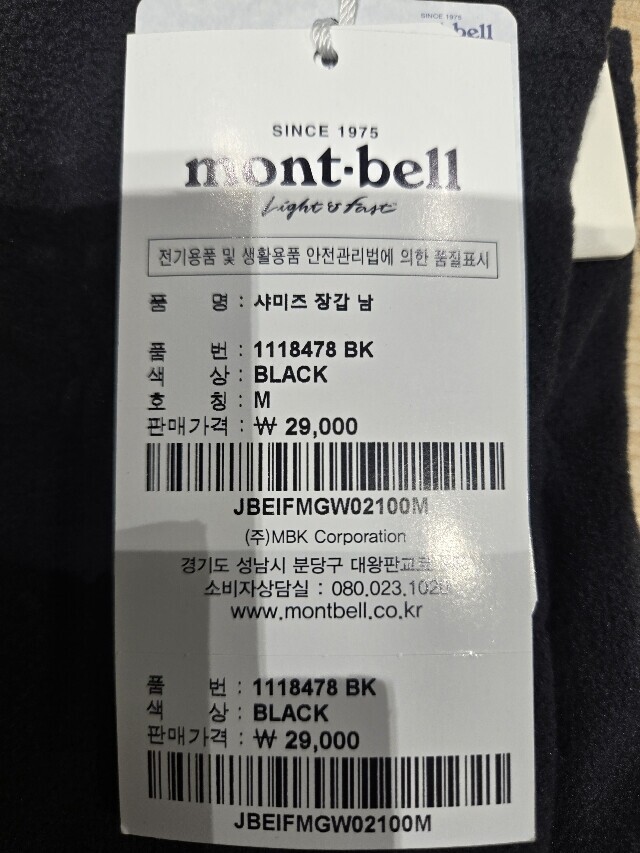 SINCE 1975
bell
SINCE 1975
mont·bell
Light & Fast
전기용품 및 생활용품 안전관리법에 의한 품질표시
품 명 : 샤미즈 장갑 남
품 번 : 1118478 BK
색 상 : BLACK
호 칭 : M
판매가격 : ₩ 29,000
JBEIFMGW02100M
(주)MBK Corporation
경기도 성남시 분당구 대왕판교
소비자상담실 : 080.023.102
www.montbell.co.kr
품 번 : 1118478 BK
색 상 : BLACK
판매가격 : ₩ 29,000
JBEIFMGW02100M